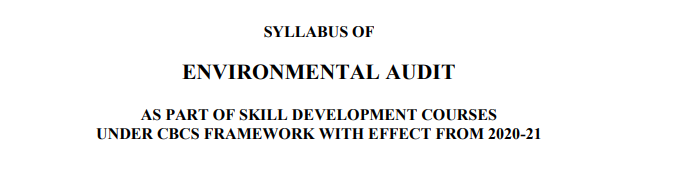 SYLLABUS OF
ENVIRONMENTAL AUDIT
AS PART OF SKILL DEVELOPMENT COURSES
UNDER CBCS FRAMEWORK WITH EFFECT FROM 2020-21